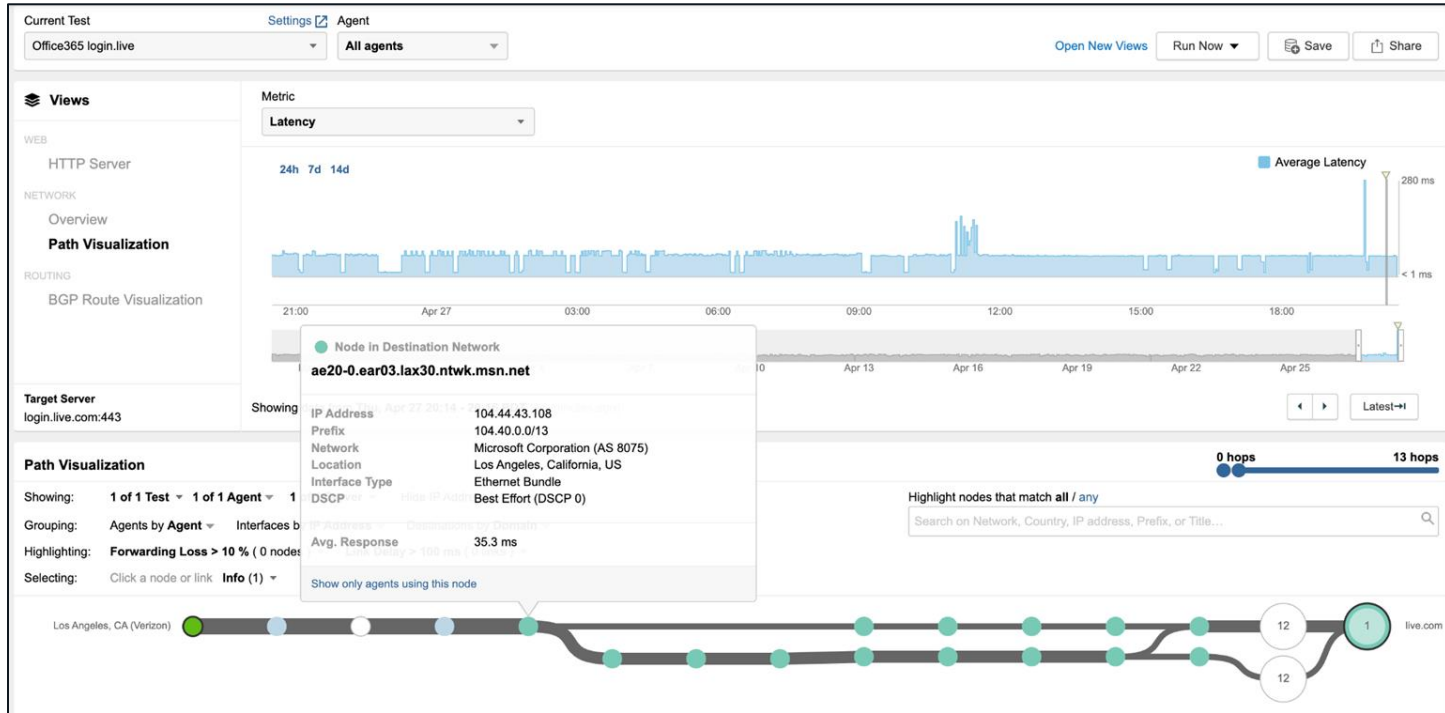 Current Test Settings Agent
Office365 login.live All agents Open New Views Run Now Save Share
Views
WEB
HTTP Server
NETWORK
Overview
Path Visualization
ROUTING
BGP Route Visualization
Target Server
login.live.com:443
Metric
Latency
24h 7d 14d
Average Latency
280 ms
< 1 ms
21:00 Apr 27 03:00 06:00 09:00 12:00 15:00 18:00
Apr 13 Apr 16 Apr 19 Apr 22 Apr 25
Showing
Latest
Node in Destination Network
ae20-0.ear03.lax30.ntwk.msn.net
IP Address 104.44.43.108
Prefix 104.40.0.0/13
Network Microsoft Corporation (AS 8075)
Location Los Angeles, California, US
Interface Type Ethernet Bundle
DSCP Best Effort (DSCP 0)
Avg. Response 35.3 ms
Show only agents using this node
Path Visualization
0 hops 13 hops
Showing: 1 of 1 Test 1 of 1 Agent
Grouping: Agents by Agent Interfaces by IP Address
Highlighting: Forwarding Loss > 10 % ( 0 nodes
Selecting: Click a node or link Info (1)
Highlight nodes that match all / any
Search on Network, Country, IP address, Prefix, or Title...
Los Angeles, CA (Verizon) 12 1 live.com
12